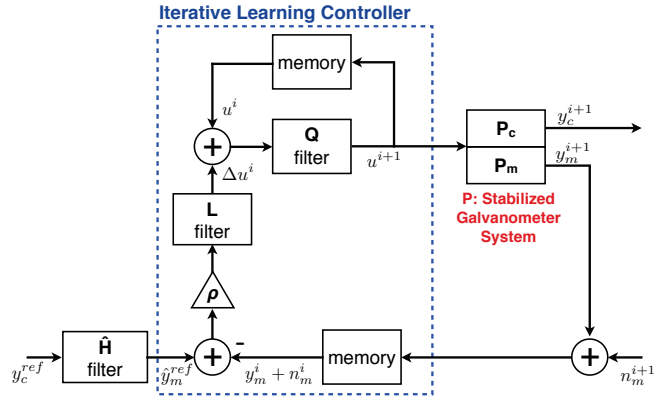 Iterative Learning Controller
memory
u^i
y_c^{i+1}
Q
filter
P_c
+
P_m
y_m^{i+1}
u^{i+1}
Δu^i
L
filter
P: Stabilized
Galvanometer
System
ρ
Ĥ
filter
+
-
memory
+
y_c^{ref}
ŷ_m^{ref}
y_m^i + n_m^i
n_m^{i+1}